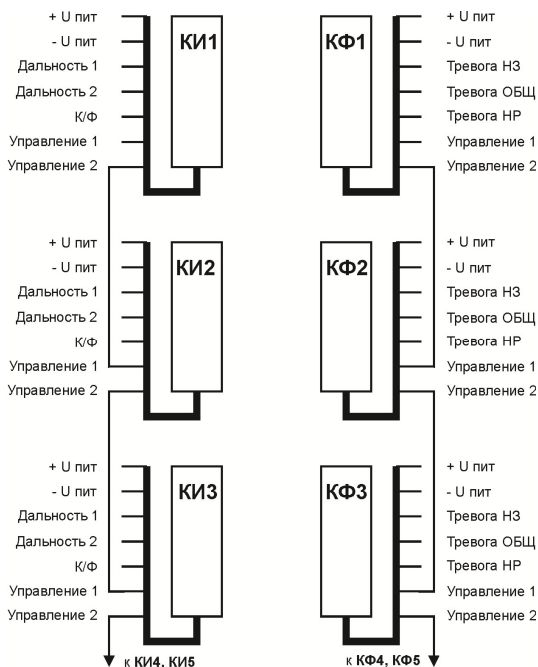 + U пит
- U пит
Дальность 1
Дальность 2
К/Ф
Управление 1
Управление 2
КИ1
КФ1
+ U пит
- U пит
Тревога НЗ
Тревога ОБЩ
Тревога НР
Управление 1
Управление 2
+ U пит
- U пит
Дальность 1
Дальность 2
К/Ф
Управление 1
Управление 2
КИ2
КФ2
+ U пит
- U пит
Тревога НЗ
Тревога ОБЩ
Тревога НР
Управление 1
Управление 2
+ U пит
- U пит
Дальность 1
Дальность 2
К/Ф
Управление 1
Управление 2
КИ3
КФ3
+ U пит
- U пит
Тревога НЗ
Тревога ОБЩ
Тревога НР
Управление 1
Управление 2
к КИ4, КИ5
к КФ4, КФ5